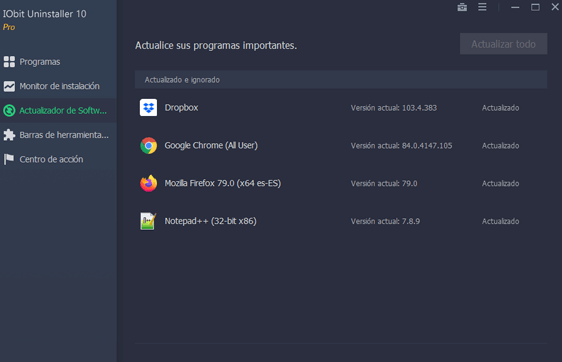 IObit Uninstaller 10
Pro
Programas
Monitor de instalación
Actualizador de Softw...
Barras de herramienta...
Centro de acción
Actualice sus programas importantes.
Actualizar todo
Actualizado e ignorado
Dropbox Versión actual: 103.4.383 Actualizado
Google Chrome (All User) Versión actual: 84.0.4147.105 Actualizado
Mozilla Firefox 79.0 (x64 es-ES) Versión actual: 79.0 Actualizado
Notepad++ (32-bit x86) Versión actual: 7.8.9 Actualizado